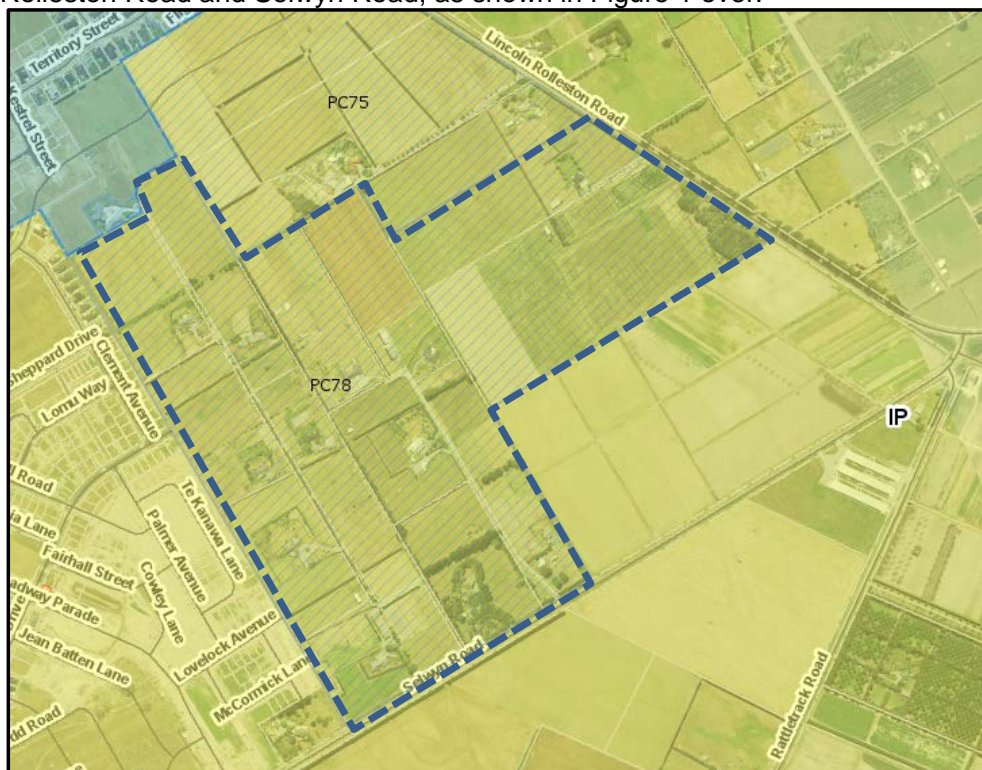 Rolleston Road and Selwyn Road, as shown in Figure 1 over.
Territory Street
Kestrel Street
PC75
Lincoln Rolleston Road
Sheppard Drive
Clement Avenue
Lomu Way
PC78
IP
Road
Lane
Te Kanawa Lane
Palmer Avenue
Fairhall Street
Cowley Lane
Parade
Jean Batten Lane
Lovelock Avenue
McCormick Lane
Selwyn Road
Road
Rattletrack Road